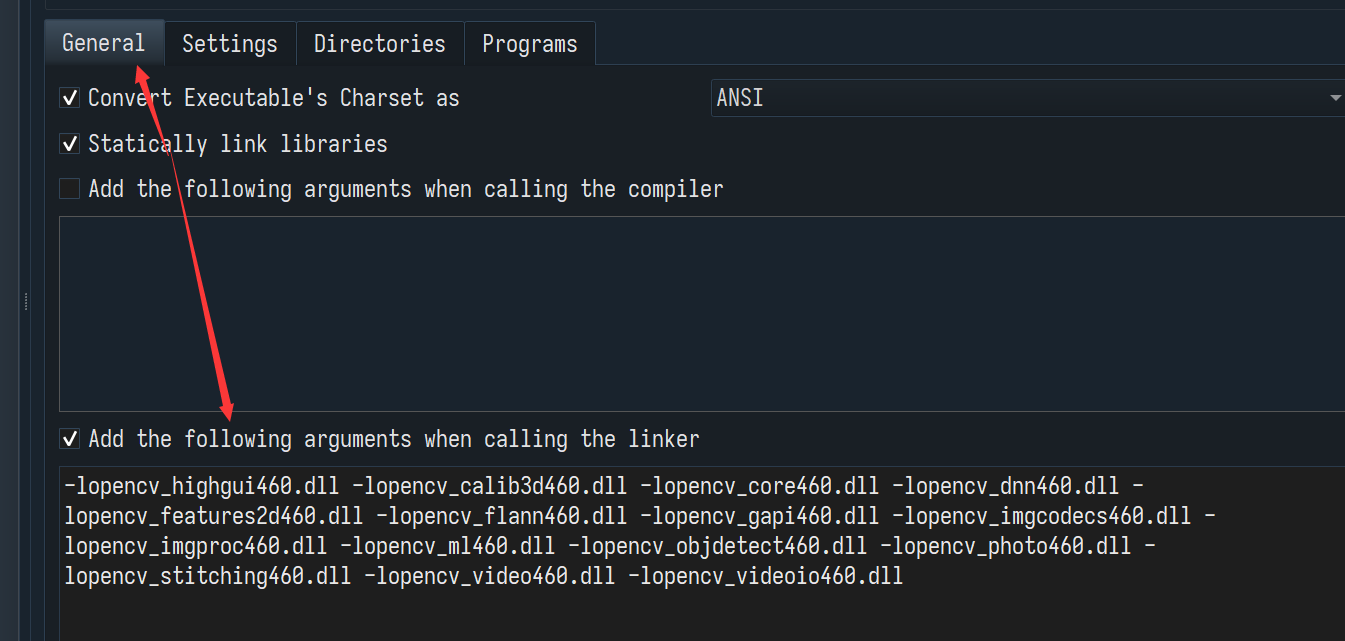 General Settings Directories Programs
Convert Executable's Charset as ANSI
Statically link libraries
Add the following arguments when calling the compiler
Add the following arguments when calling the linker
-lopencv_highgui460.dll -lopencv_calib3d460.dll -lopencv_core460.dll -lopencv_dnn460.dll -
lopencv_features2d460.dll -lopencv_flann460.dll -lopencv_gapi460.dll -lopencv_imgcodecs460.dll -
lopencv_imgproc460.dll -lopencv_ml460.dll -lopencv_objdetect460.dll -lopencv_photo460.dll -
lopencv_stitching460.dll -lopencv_video460.dll -lopencv_videoio460.dll